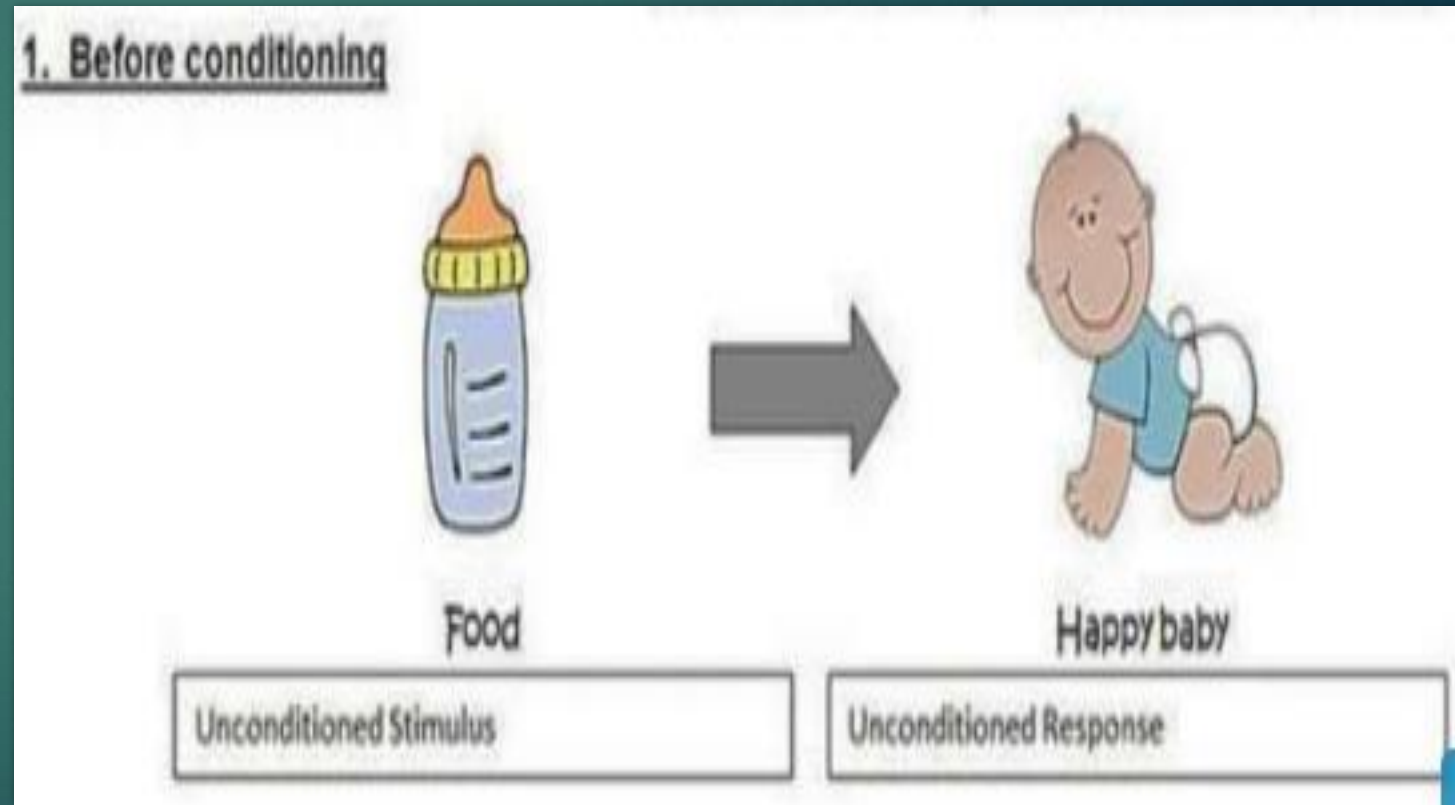 1. Before conditioning
Food
Happy baby
Unconditioned Stimulus
Unconditioned Response